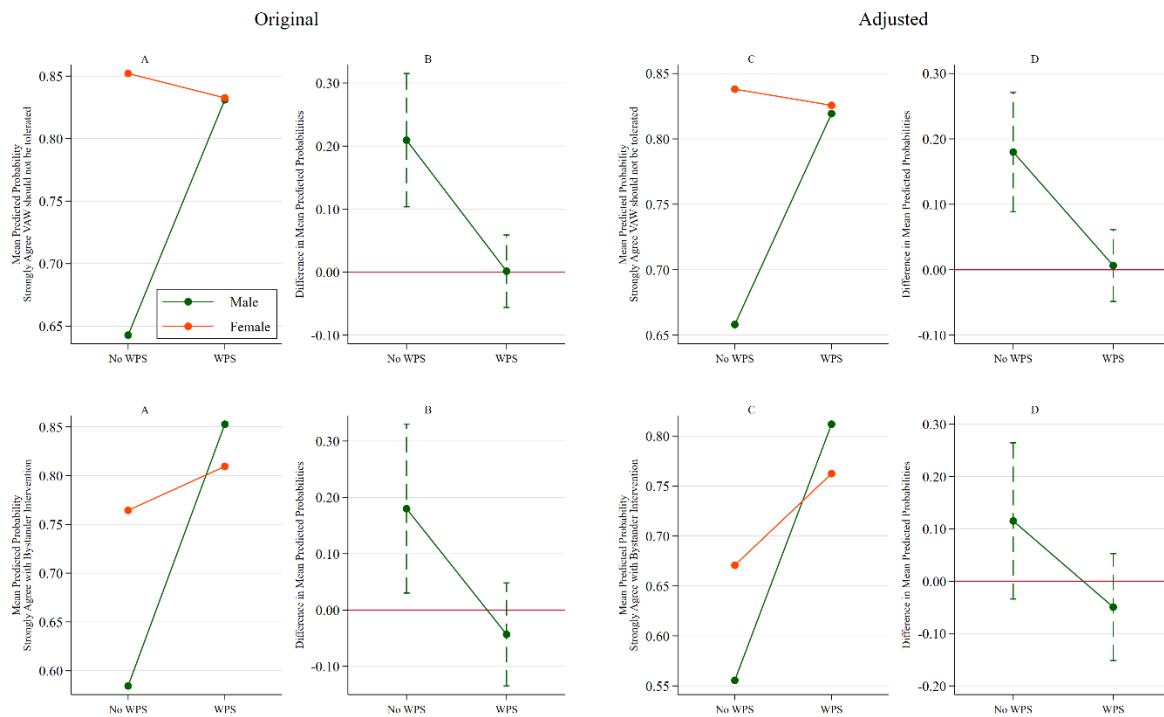 Original
Adjusted
A
Mean Predicted Probability
Strongly Agree VAW should not be tolerated
0.85
0.80
0.75
0.70
0.65
No WPS
WPS
Male
Female
B
Difference in Mean Predicted Probabilities
0.30
0.20
0.10
0.00
-0.10
No WPS
WPS
C
Mean Predicted Probability
Strongly Agree VAW should not be tolerated
0.85
0.80
0.75
0.70
0.65
No WPS
WPS
D
Difference in Mean Predicted Probabilities
0.30
0.20
0.10
0.00
-0.10
No WPS
WPS
A
Mean Predicted Probability
Strongly Agree with Bystander Intervention
0.85
0.80
0.75
0.70
0.65
0.60
No WPS
WPS
B
Difference in Mean Predicted Probabilities
0.30
0.20
0.10
0.00
-0.10
No WPS
WPS
C
Mean Predicted Probability
Strongly Agree with Bystander Intervention
0.80
0.75
0.70
0.65
0.60
0.55
No WPS
WPS
D
Difference in Mean Predicted Probabilities
0.30
0.20
0.10
0.00
-0.10
-0.20
No WPS
WPS